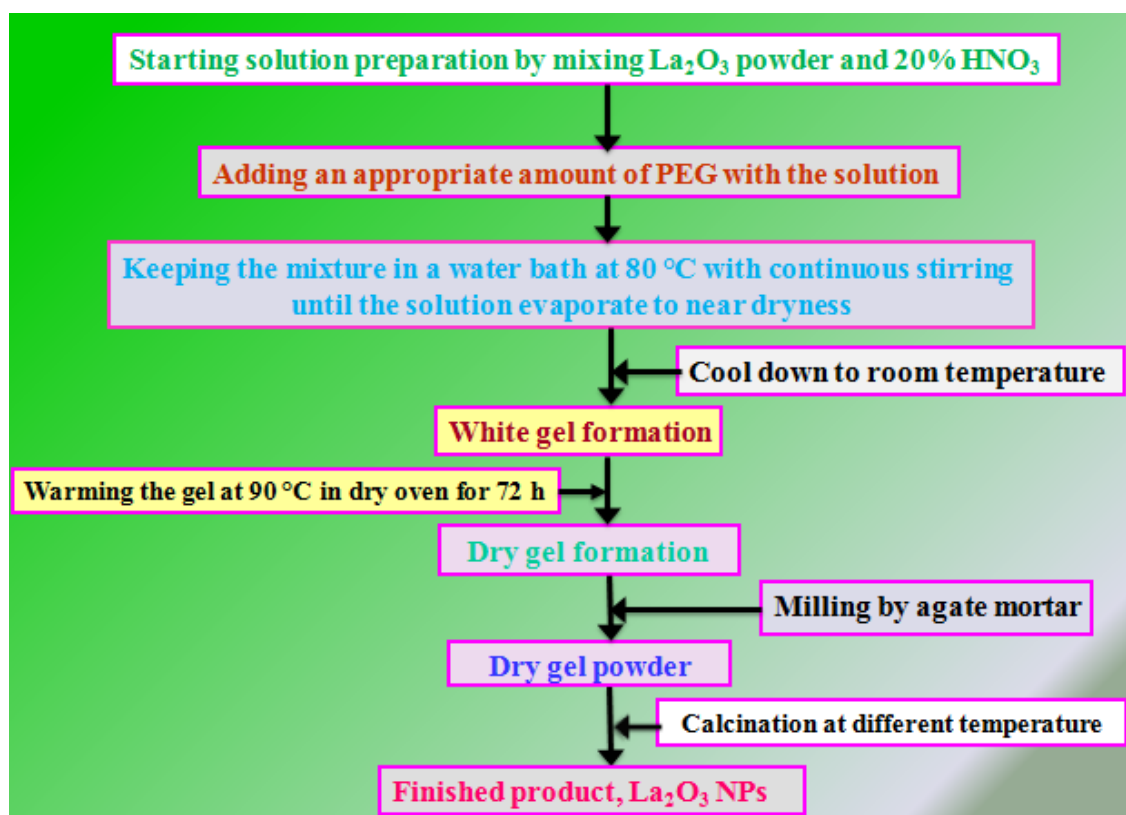 Starting solution preparation by mixing La₂O₃ powder and 20% HNO₃
Adding an appropriate amount of PEG with the solution
Keeping the mixture in a water bath at 80 °C with continuous stirring
until the solution evaporate to near dryness
Cool down to room temperature
White gel formation
Warming the gel at 90 °C in dry oven for 72 h
Dry gel formation
Milling by agate mortar
Dry gel powder
Calcination at different temperature
Finished product, La₂O₃ NPs